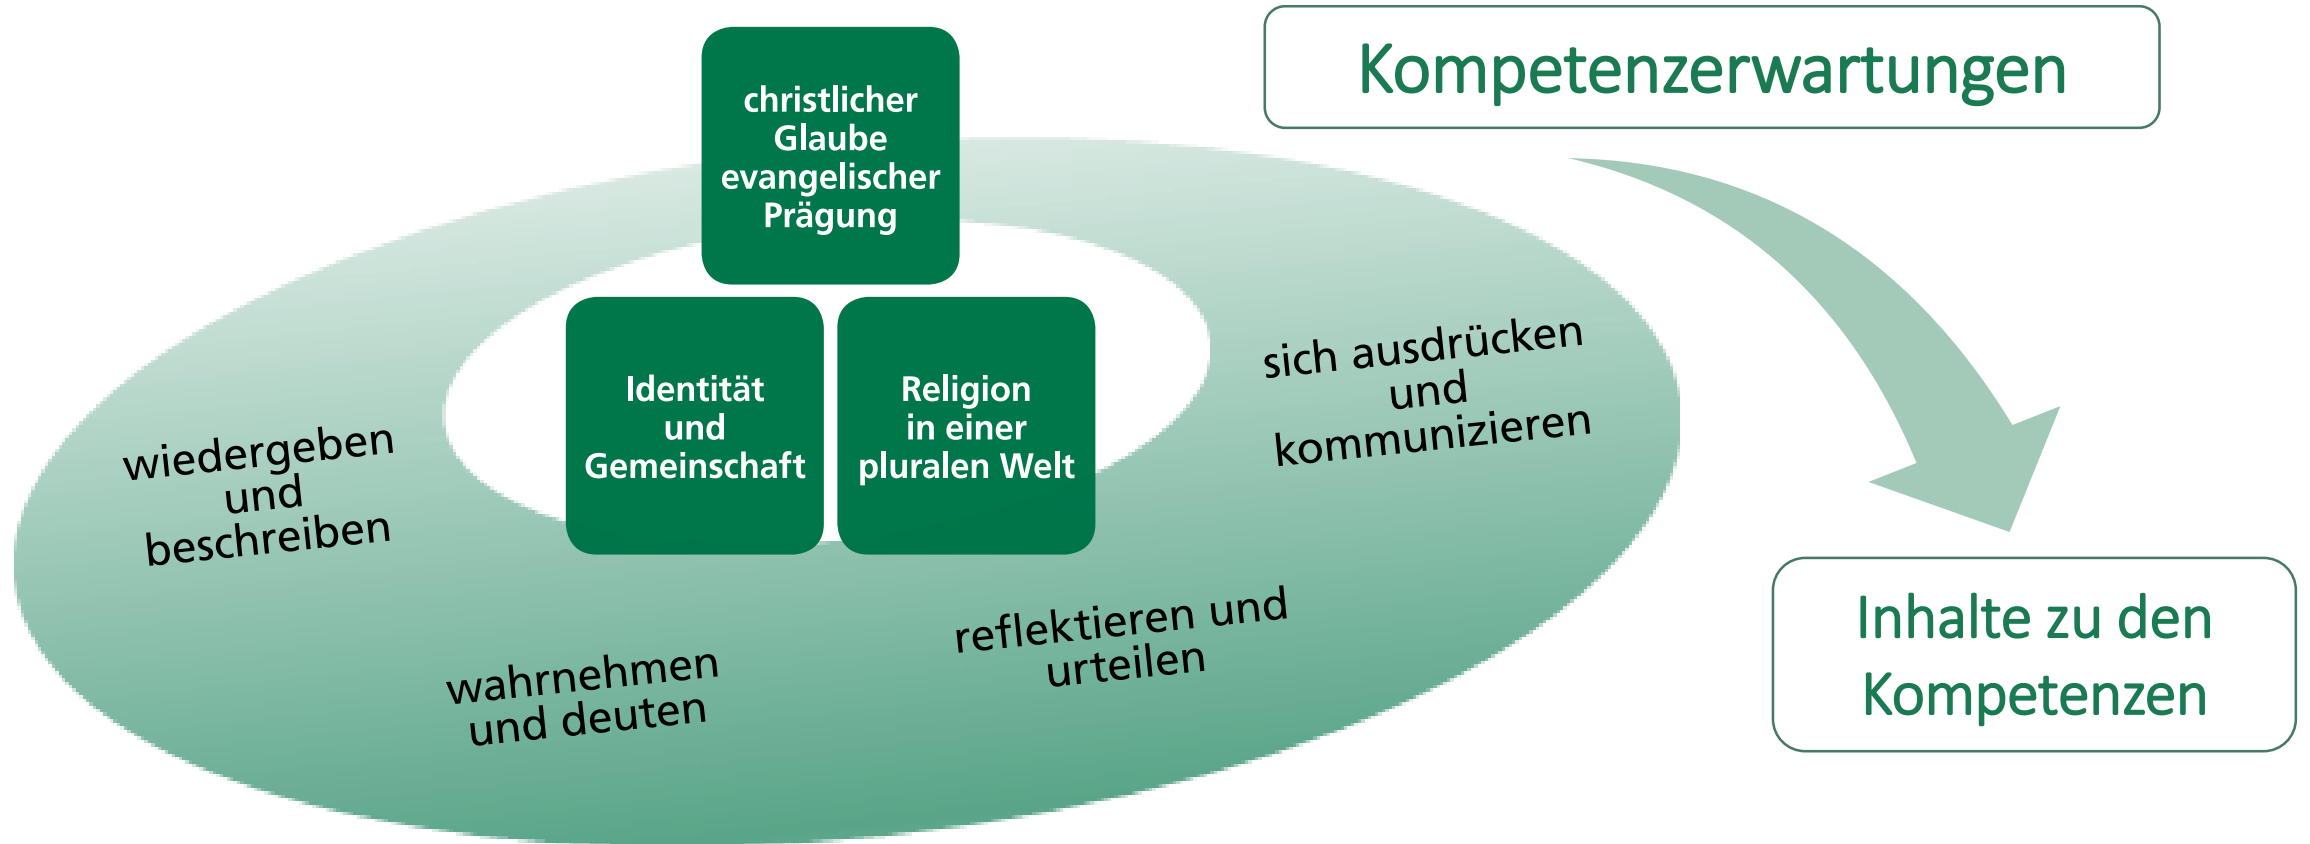 Kompetenzerwartungen
christlicher
Glaube
evangelischer
Prägung
Identität
und
Gemeinschaft
Religion
in einer
pluralen Welt
sich ausdrücken
und
kommunizieren
wiedergeben
und
beschreiben
wahrnehmen
und deuten
reflektieren und
urteilen
Inhalte zu den
Kompetenzen